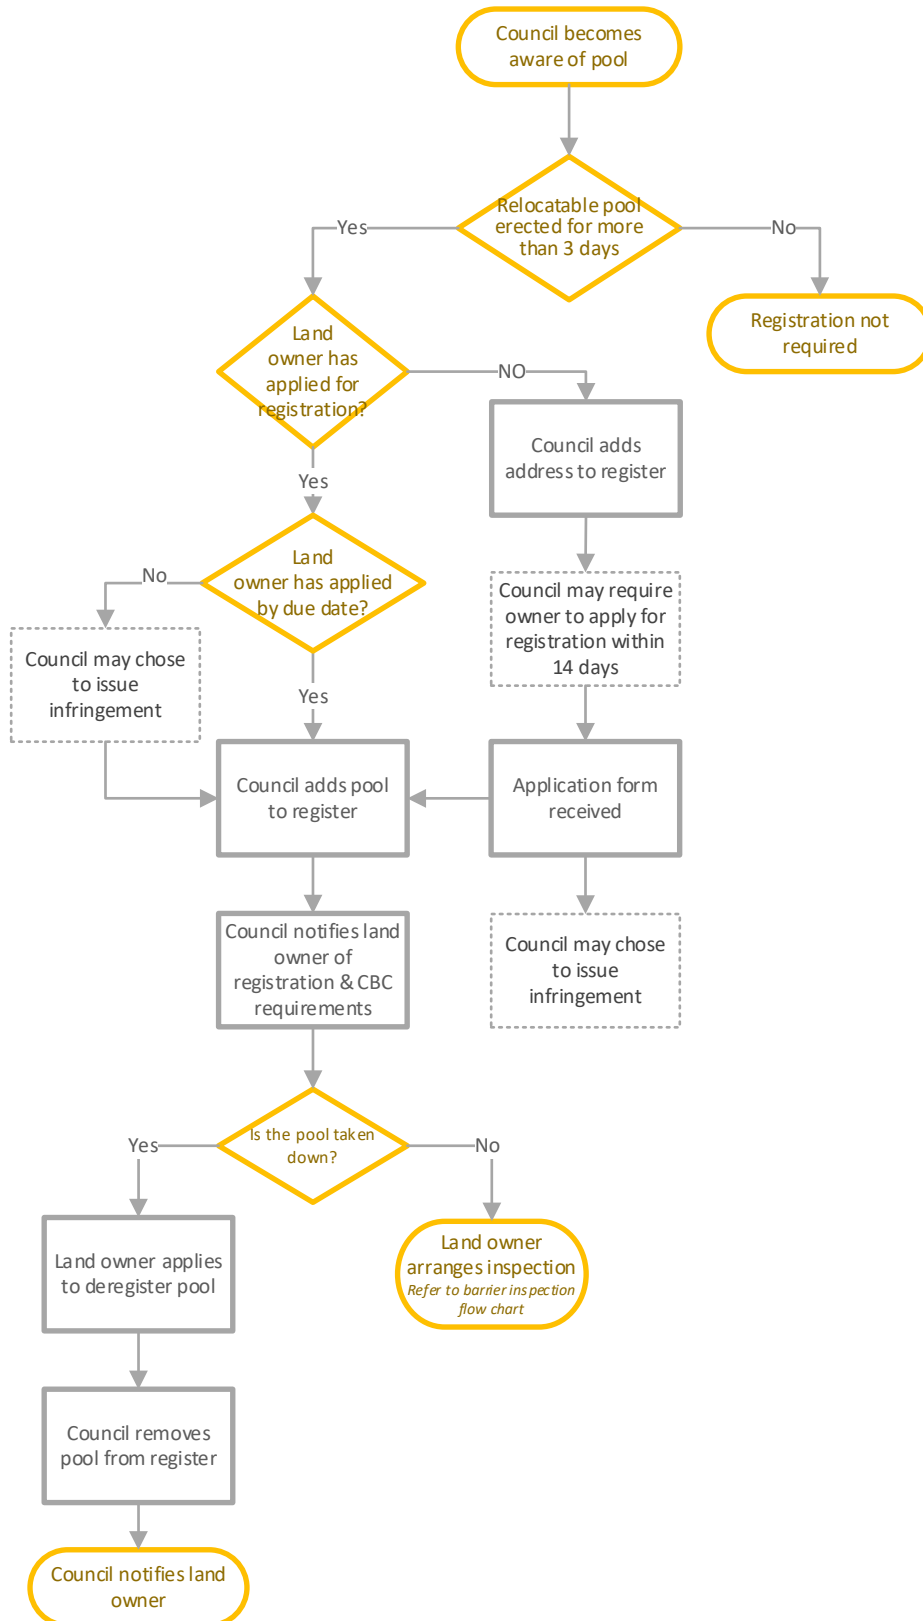 Council becomes
aware of pool
Relocatable pool
erected for more
than 3 days
Yes
No
Registration not
required
Land
owner has
applied for
registration?
NO
Council adds
address to register
Yes
Land
owner has applied
by due date?
No
Council may require
owner to apply for
registration within
14 days
Council may chose
to issue
infringement
Yes
Council adds pool
to register
Application form
received
Council notifies land
owner of
registration & CBC
requirements
Council may chose
to issue
infringement
Is the pool taken
down?
Yes
No
Land owner applies
to deregister pool
Land owner
arranges inspection
Refer to barrier inspection
flow chart
Council removes
pool from register
Council notifies land
owner